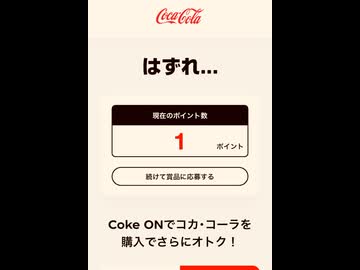 Coca-Cola
はずれ...
現在のポイント数
1
ポイント
続けて賞品に応募する
Coke ONでコカ･コーラを
購入でさらにオトク！